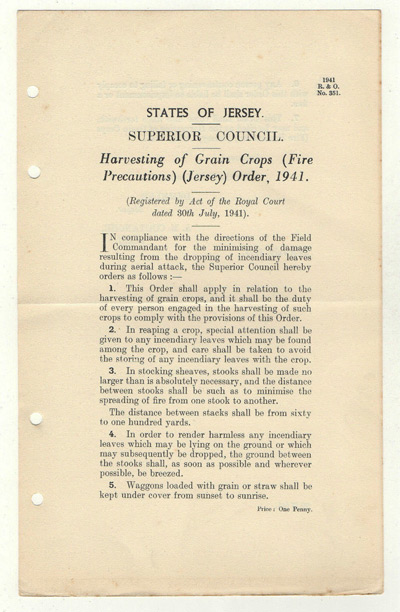 1941
R. & O.
No. 351.
STATES OF JERSEY.
SUPERIOR COUNCIL.
Harvesting of Grain Crops (Fire
Precautions) (Jersey) Order, 1941.
(Registered by Act of the Royal Court
dated 30th July, 1941).
IN compliance with the directions of the Field
Commandant for the minimising of damage
resulting from the dropping of incendiary leaves
during aerial attack, the Superior Council hereby
orders as follows :—
1. This Order shall apply in relation to the
harvesting of grain crops, and it shall be the duty
of every person engaged in the harvesting of such
crops to comply with the provisions of this Order.
2. In reaping a crop, special attention shall be
given to any incendiary leaves which may be found
among the crop, and care shall be taken to avoid
the storing of any incendiary leaves with the crop.
3. In stocking sheaves, stooks shall be made no
larger than is absolutely necessary, and the distance
between stooks shall be such as to minimise the
spreading of fire from one stook to another.
The distance between stacks shall be from sixty
to one hundred yards.
4. In order to render harmless any incendiary
leaves which may be lying on the ground or which
may subsequently be dropped, the ground between
the stooks shall, as soon as possible and wherever
possible, be breezed.
5. Waggons loaded with grain or straw shall be
kept under cover from sunset to sunrise.
Price: One Penny.